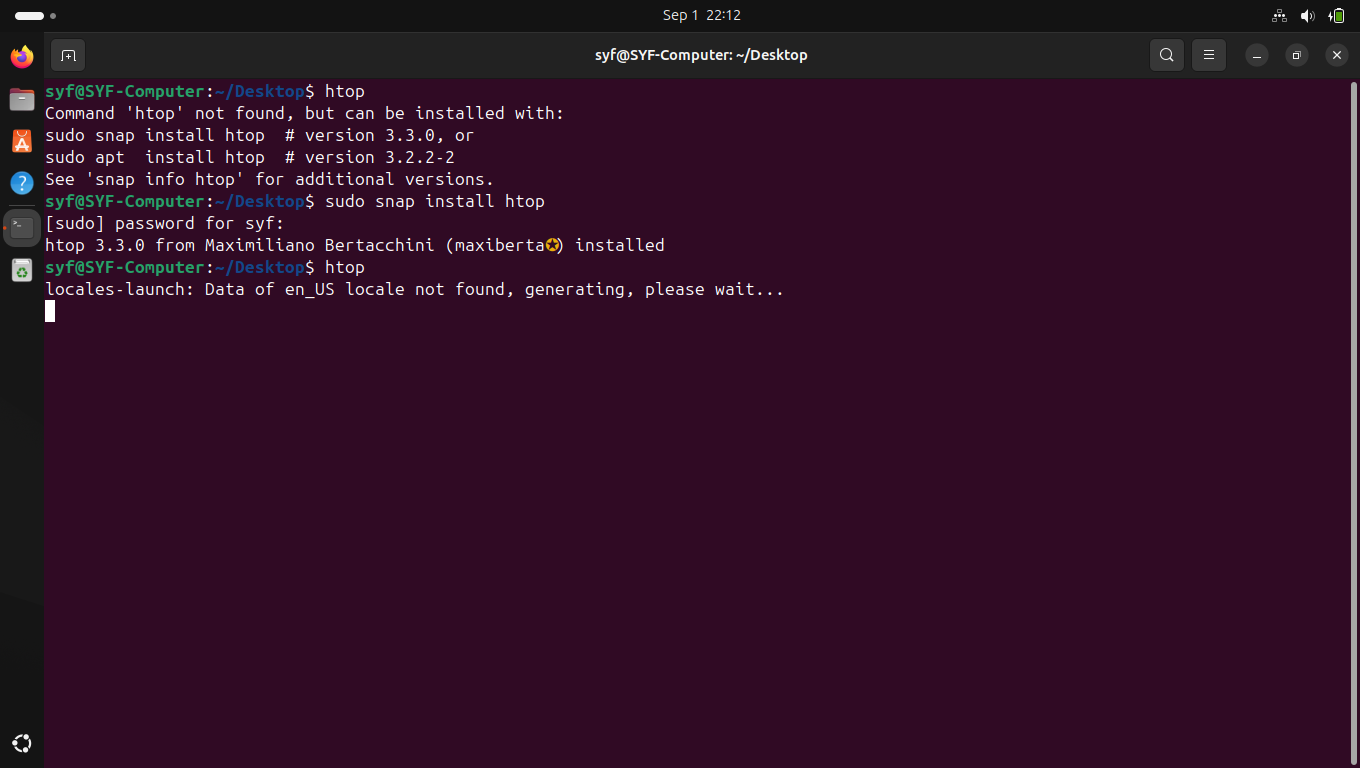 Sep 1  22:12
syf@SYF-Computer: ~/Desktop
syf@SYF-Computer:~/Desktop$ htop
Command 'htop' not found, but can be installed with:
sudo snap install htop  # version 3.3.0, or
sudo apt  install htop  # version 3.2.2-2
See 'snap info htop' for additional versions.
syf@SYF-Computer:~/Desktop$ sudo snap install htop
[sudo] password for syf:
htop 3.3.0 from Maximiliano Bertacchini (maxiberta✪) installed
syf@SYF-Computer:~/Desktop$ htop
locales-launch: Data of en_US locale not found, generating, please wait...